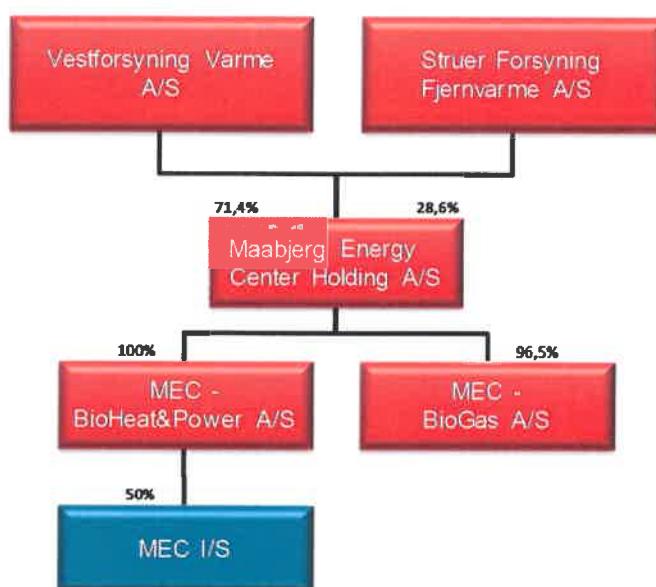 Vestforsyning Varme
A/S
Struer Forsyning
Fjernvarme A/S
71,4%
28,6%
Maabjerg Energy
Center Holding A/S
100%
96,5%
MEC -
BioHeat&Power A/S
MEC -
BioGas A/S
50%
MEC I/S